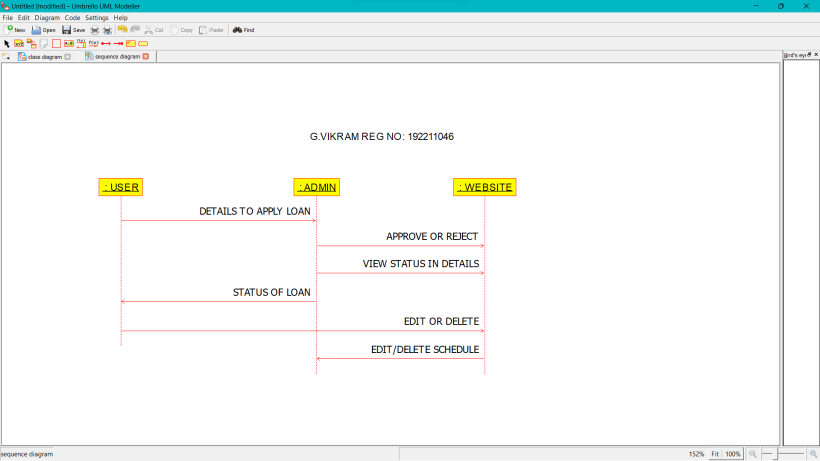 Untitled [modified] – Umbrello UML Modeller
File Edit Diagram Code Settings Help
New Open Save Cut Copy Paste Find
class diagram sequence diagram
Bird's eye
G.VIKRAM REG NO: 192211046
: USER : ADMIN : WEBSITE
DETAILS TO APPLY LOAN
APPROVE OR REJECT
VIEW STATUS IN DETAILS
STATUS OF LOAN
EDIT OR DELETE
EDIT/DELETE SCHEDULE
sequence diagram 152% Fit 100%